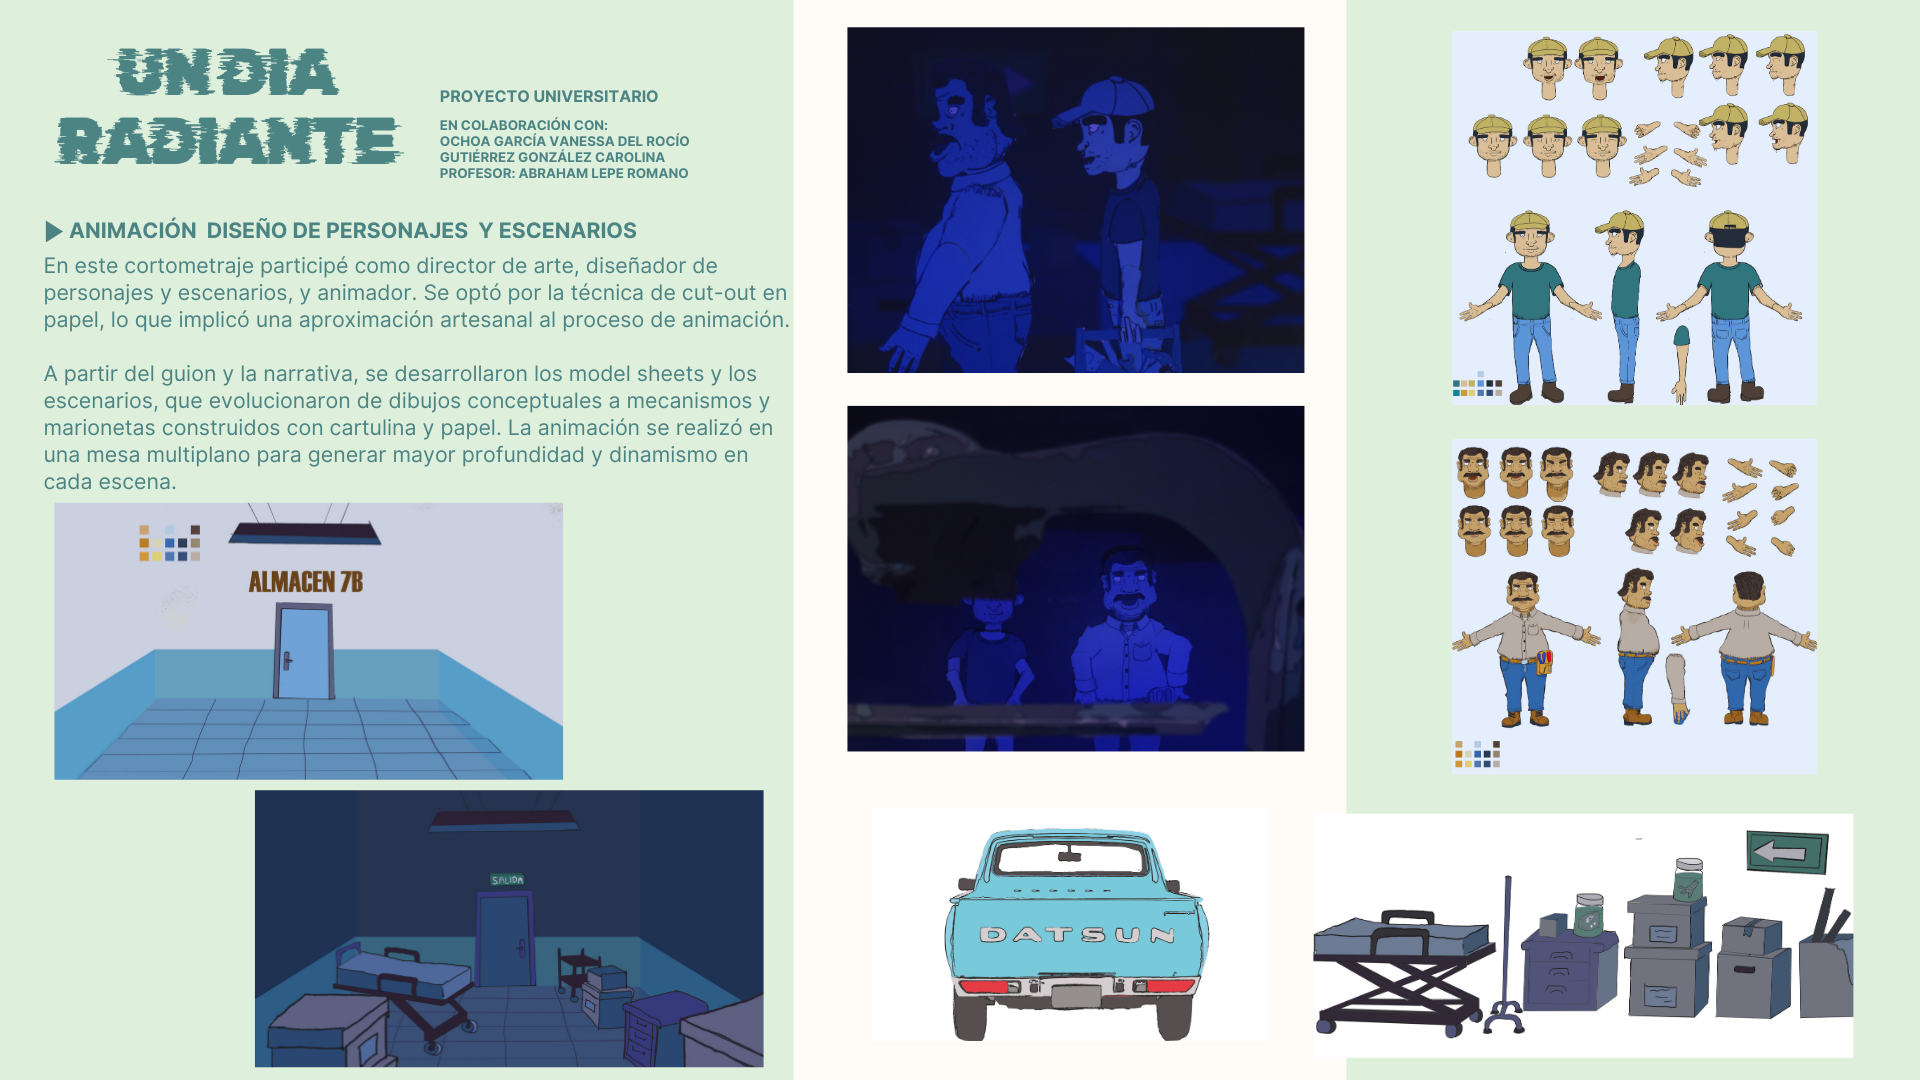 UN DIA
RADIANTE
PROYECTO UNIVERSITARIO
EN COLABORACIÓN CON:
OCHOA GARCÍA VANESSA DEL ROCÍO
GUTIÉRREZ GONZÁLEZ CAROLINA
PROFESOR: ABRAHAM LEPE ROMANO
ANIMACIÓN DISEÑO DE PERSONAJES Y ESCENARIOS
En este cortometraje participé como director de arte, diseñador de
personajes y escenarios, y animador. Se optó por la técnica de cut-out en
papel, lo que implicó una aproximación artesanal al proceso de animación.
A partir del guion y la narrativa, se desarrollaron los model sheets y los
escenarios, que evolucionaron de dibujos conceptuales a mecanismos y
marionetas construidos con cartulina y papel. La animación se realizó en
una mesa multiplano para generar mayor profundidad y dinamismo en
cada escena.
ALMACEN 7B
SALIDA
DATSUN